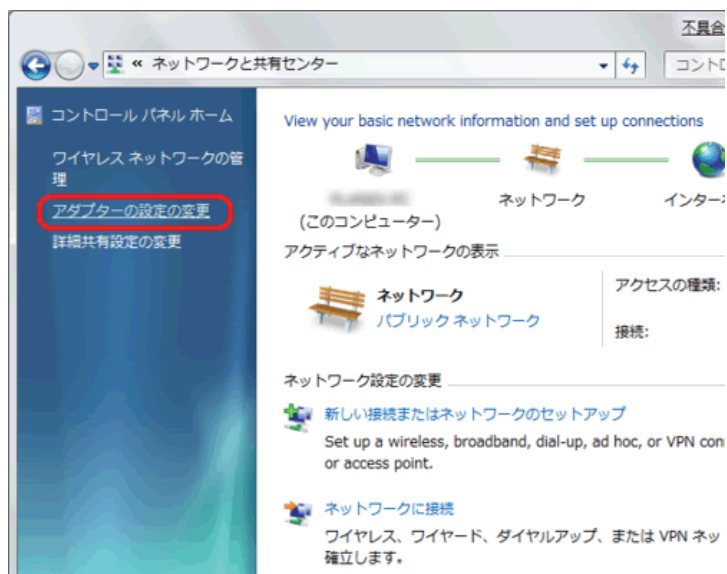 不具合
« ネットワークと共有センター
コントロ
コントロール パネル ホーム
ワイヤレス ネットワークの管
理
アダプターの設定の変更
詳細共有設定の変更
View your basic network information and set up connections
ネットワーク
インターネ
(このコンピューター)
アクティブなネットワークの表示
ネットワーク
パブリック ネットワーク
アクセスの種類:
接続:
ネットワーク設定の変更
新しい接続またはネットワークのセットアップ
Set up a wireless, broadband, dial-up, ad hoc, or VPN con
or access point.
ネットワークに接続
ワイヤレス、ワイヤード、ダイヤルアップ、または VPN ネッ
確立します。